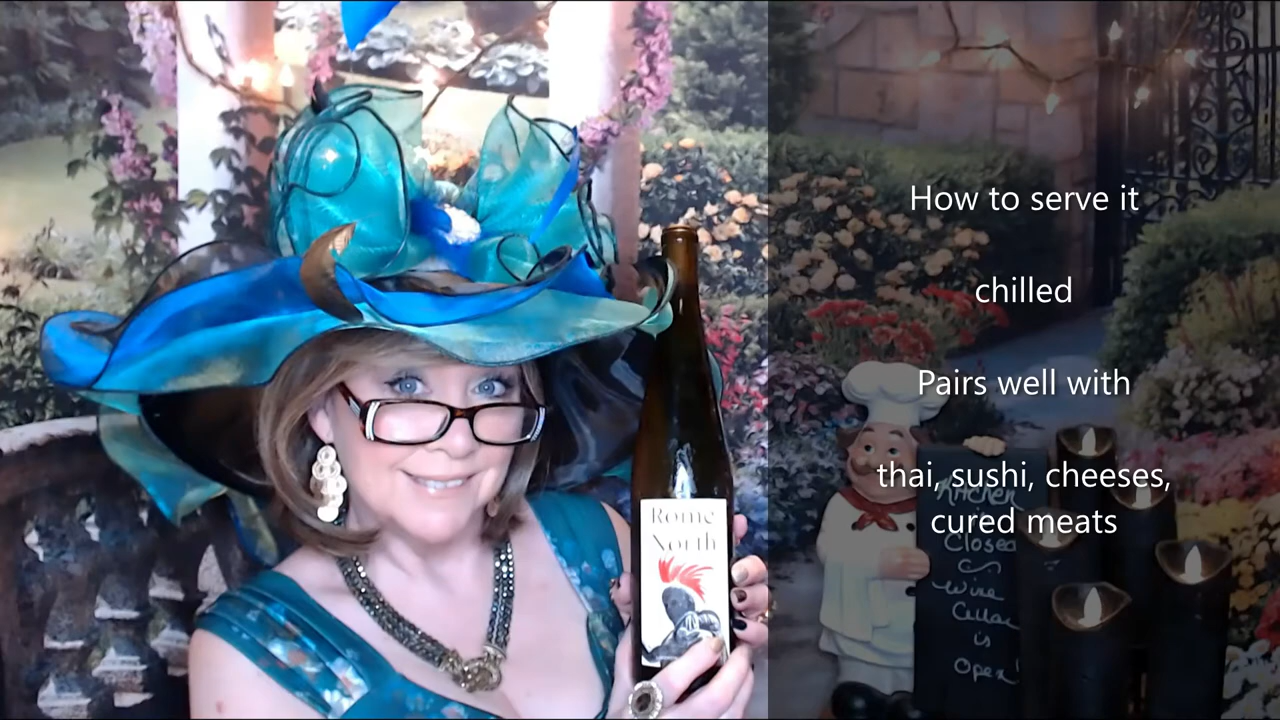 Rome
North
How to serve it
chilled
Pairs well with
thai, sushi, cheeses,
cured meats
Kitchen
Closed
Wine
Cellar
is
Open!